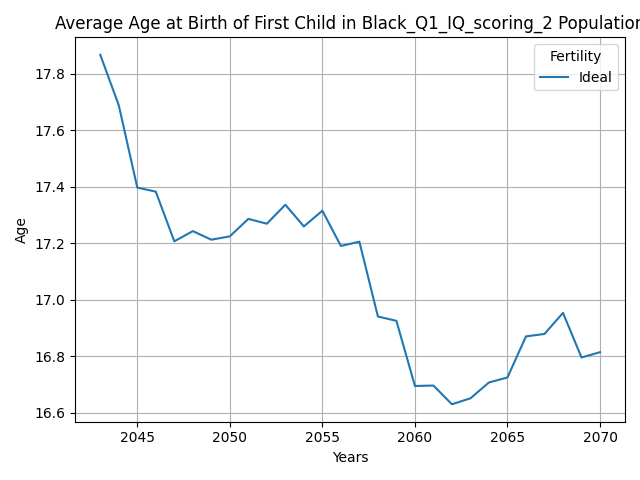 Average Age at Birth of First Child in Black_Q1_IQ_scoring_2 Population
Fertility
Ideal
Age
17.8
17.6
17.4
17.2
17.0
16.8
16.6
2045 2050 2055 2060 2065 2070
Years